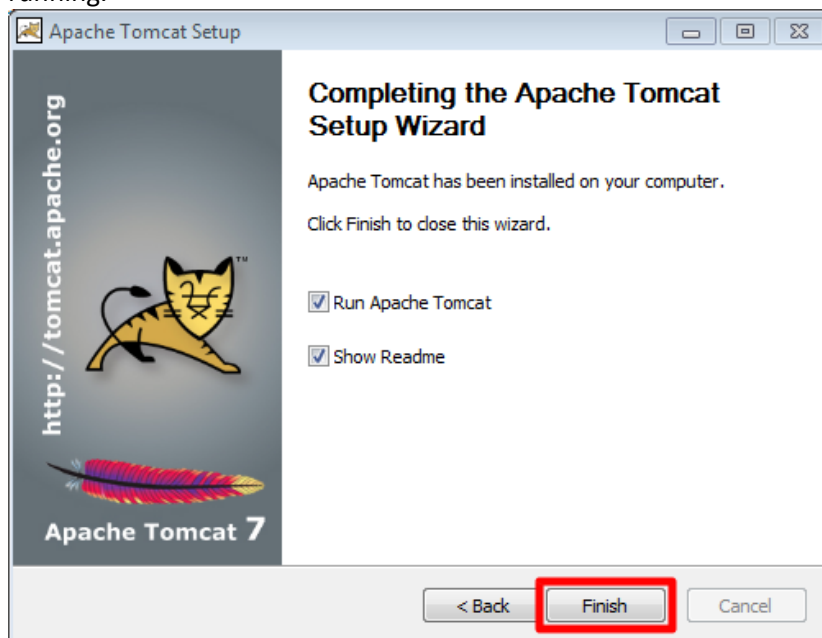 running.
Apache Tomcat Setup
http://tomcat.apache.org
TM
Apache Tomcat 7
Completing the Apache Tomcat
Setup Wizard
Apache Tomcat has been installed on your computer.
Click Finish to close this wizard.
Run Apache Tomcat
Show Readme
< Back
Finish
Cancel